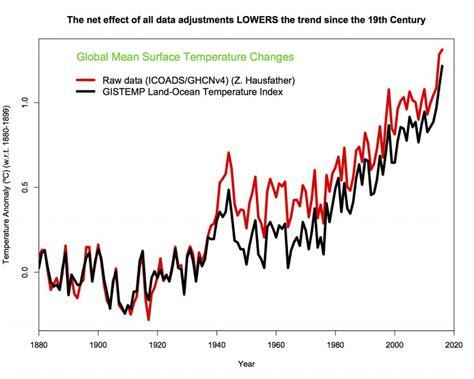 The net effect of all data adjustments LOWERS the trend since the 19th Century
Global Mean Surface Temperature Changes
Raw data (ICOADS/GHCNv4) (Z. Hausfather)
GISTEMP Land-Ocean Temperature Index
Temperature Anomaly (ºC) (w.r.t. 1880-1899)
1.0
0.5
0.0
1880 1900 1920 1940 1960 1980 2000 2020
Year